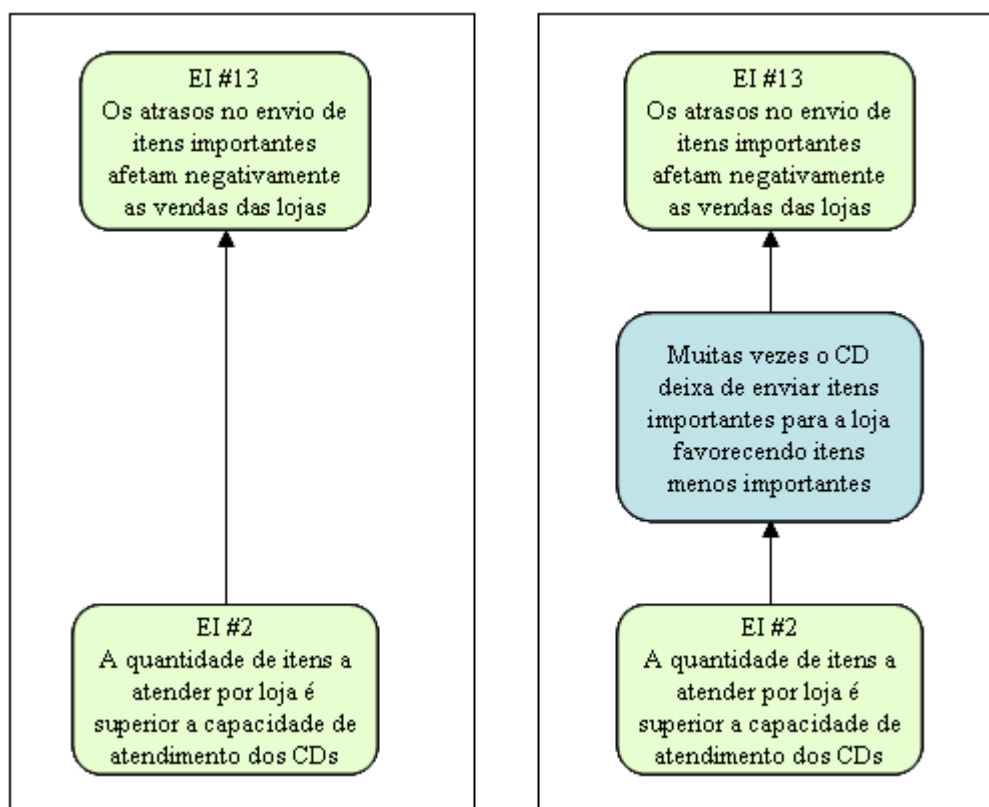 EI #13
Os atrasos no envio de
itens importantes
afetam negativamente
as vendas das lojas
EI #2
A quantidade de itens a
atender por loja é
superior a capacidade de
atendimento dos CDs
EI #13
Os atrasos no envio de
itens importantes
afetam negativamente
as vendas das lojas
Muitas vezes o CD
deixa de enviar itens
importantes para a loja
favorecendo itens
menos importantes
EI #2
A quantidade de itens a
atender por loja é
superior a capacidade de
atendimento dos CDs